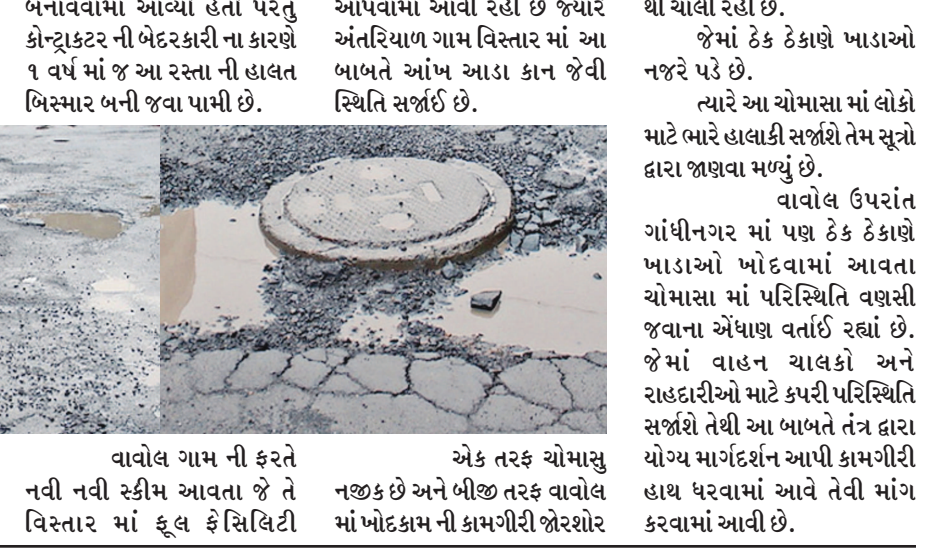 બનાવવામાં આવ્યા હતા પરંતુ
કોન્ટ્રાકટર ની બેદરકારી ના કારણે
૧ વર્ષ માં જ આ રસ્તા ની હાલત
બિસ્માર બની જવા પામી છે.
વાવોલ ગામ ની ફરતે
નવી નવી સ્કીમ આવતા જે તે
વિસ્તાર માં ફૂલ ફેસિલિટી
આપવામાં આવી રહી છે જ્યારે
અંતરિયાળ ગામ વિસ્તાર માં આ
બાબતે આંખ આડા કાન જેવી
સ્થિતિ સર્જાઈ છે.
એક તરફ ચોમાસુ
નજીક છે અને બીજી તરફ વાવોલ
માં ખોદકામ ની કામગીરી જોરશોર
થી ચાલી રહી છે.
જેમાં ઠેક ઠેકાણે ખાડાઓ
નજરે પડે છે.
ત્યારે આ ચોમાસા માં લોકો
માટે ભારે હાલાકી સર્જાશે તેમ સૂત્રો
દ્વારા જાણવા મળ્યું છે.
વાવોલ ઉપરાંત
ગાંધીનગર માં પણ ઠેક ઠેકાણે
ખાડાઓ ખોદવામાં આવતા
ચોમાસા માં પરિસ્થિતિ વણસી
જવાના એંધાણ વર્તાઈ રહ્યાં છે.
જેમાં વાહન ચાલકો અને
રાહદારીઓ માટે કપરી પરિસ્થિતિ
સર્જાશે તેથી આ બાબતે તંત્ર દ્વારા
યોગ્ય માર્ગદર્શન આપી કામગીરી
હાથ ધરવામાં આવે તેવી માંગ
કરવામાં આવી છે.